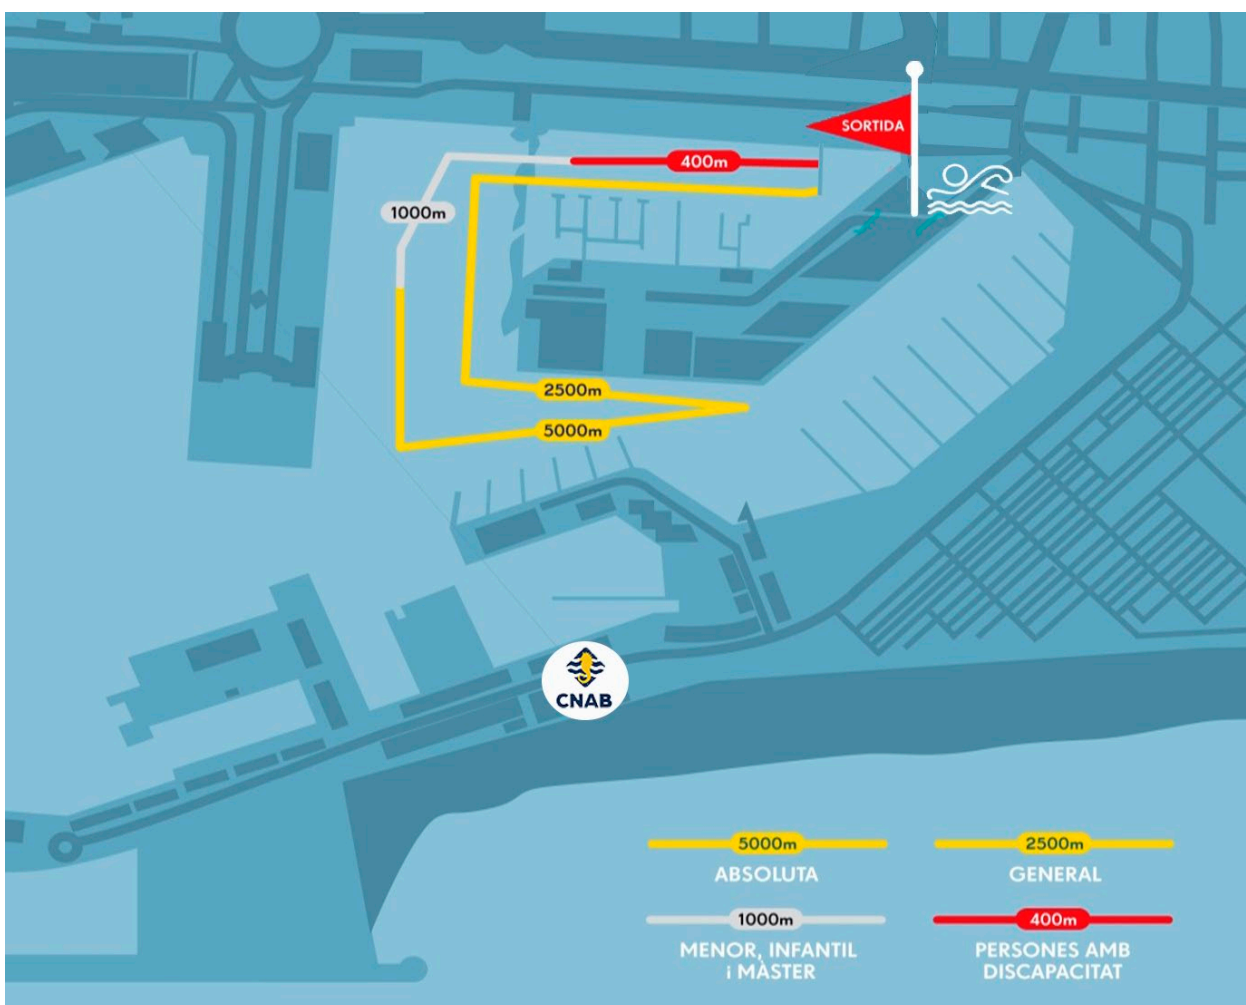 SORTIDA
400m
1000m
2500m
5000m
CNAB
5000m
ABSOLUTA
2500m
GENERAL
1000m
MENOR, INFANTIL
i MÀSTER
400m
PERSONES AMB
DISCAPACITAT